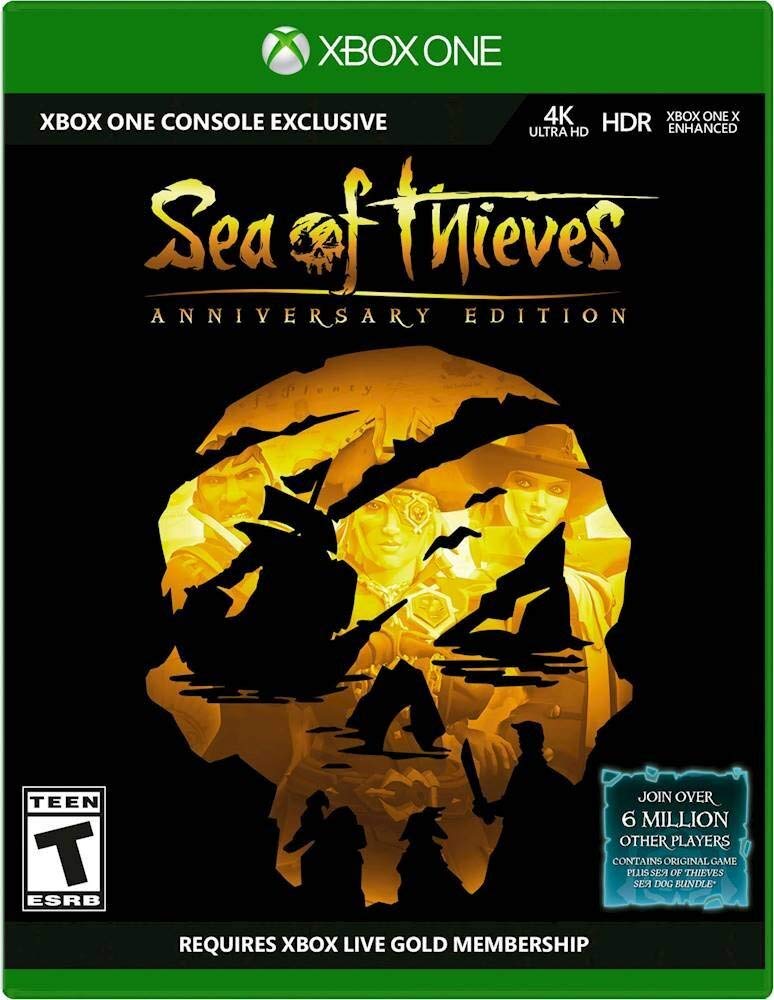 XBOX ONE
XBOX ONE CONSOLE EXCLUSIVE
4K
ULTRA HD
HDR
XBOX ONE X
ENHANCED
Sea of Thieves
ANNIVERSARY EDITION
of Plenty
JOIN OVER
6 MILLION
OTHER PLAYERS
CONTAINS ORIGINAL GAME
PLUS SEA OF THIEVES
SEA DOG BUNDLE*
TEEN
T
ESRB
REQUIRES XBOX LIVE GOLD MEMBERSHIP